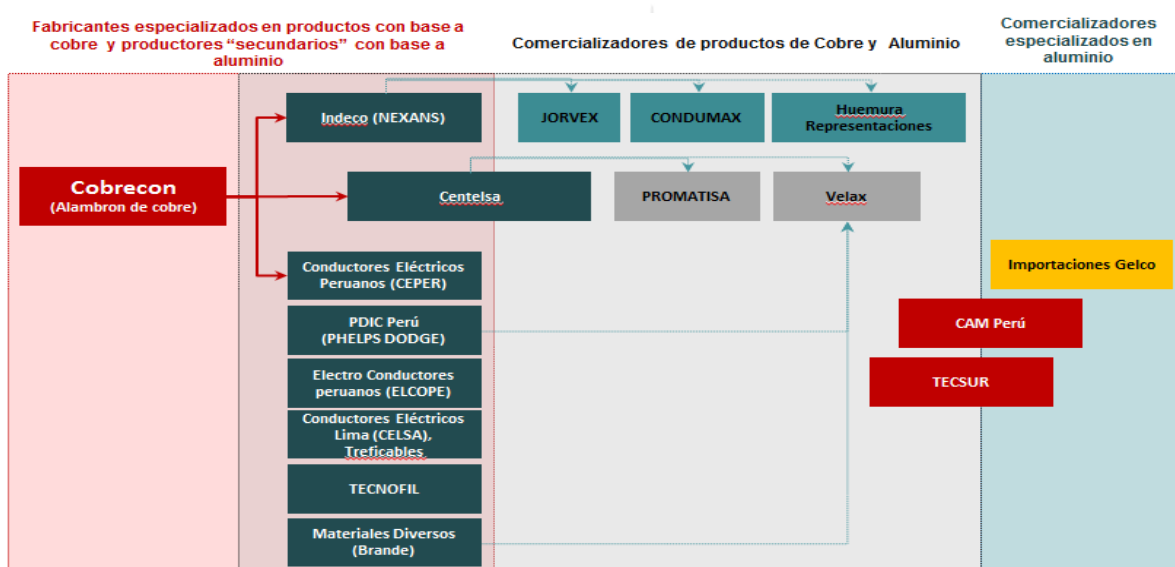 Fabricantes especializados en productos con base a
cobre y productores “secundarios” con base a
aluminio
Comercializadores de productos de Cobre y Aluminio
Comercializadores
especializados en
aluminio
Indeco (NEXANS)
JORVEX
CONDUMAX
Huemura
Representaciones
Cobrecon
(Alambron de cobre)
Centelsa
PROMATISA
Velax
Conductores Eléctricos
Peruanos (CEPER)
Importaciones Gelco
PDIC Perú
(PHELPS DODGE)
CAM Perú
Electro Conductores
peruanos (ELCOPE)
TECSUR
Conductores Eléctricos
Lima (CELSA),
Treficables
TECNOFIL
Materiales Diversos
(Brande)